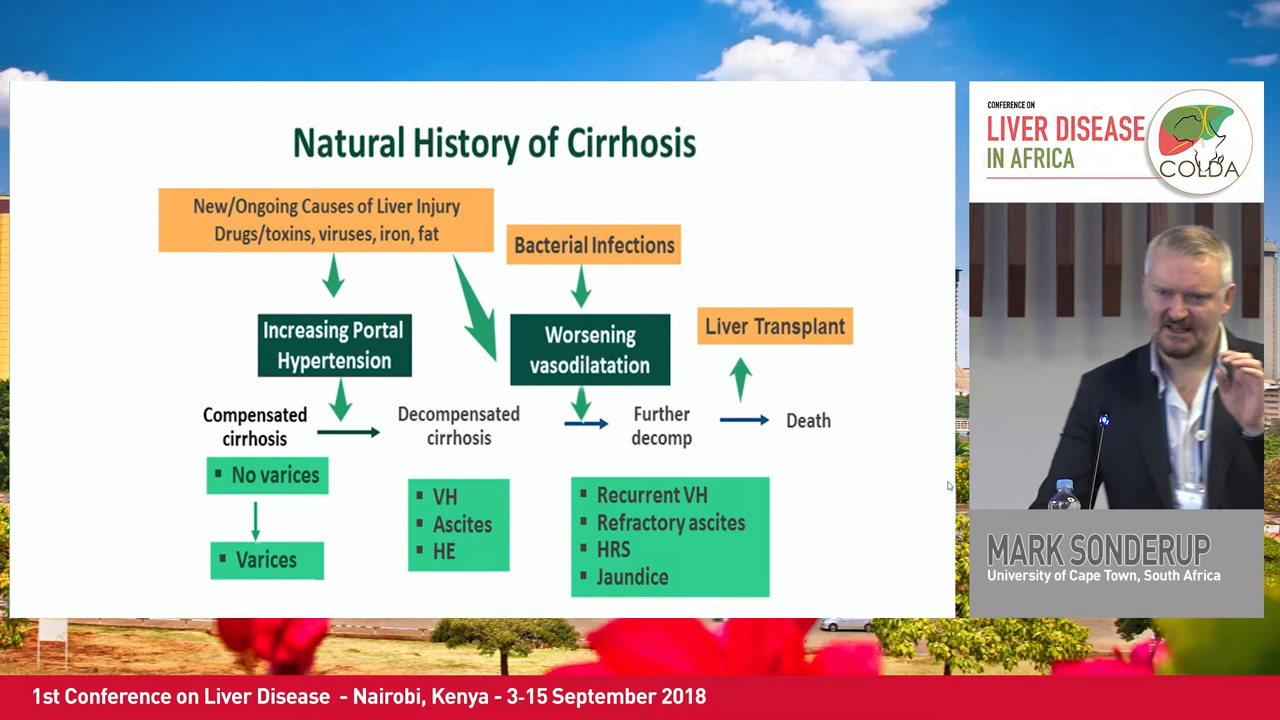 Natural History of Cirrhosis
New/Ongoing Causes of Liver Injury
Drugs/toxins, viruses, iron, fat
Bacterial Infections
Increasing Portal
Hypertension
Worsening
vasodilatation
Liver Transplant
Compensated
cirrhosis
Decompensated
cirrhosis
Further
decomp
Death
▪ No varices
▪ Varices
▪ VH
▪ Ascites
▪ HE
▪ Recurrent VH
▪ Refractory ascites
▪ HRS
▪ Jaundice
CONFERENCE ON
LIVER DISEASE
IN AFRICA
COLDA
MARK SONDERUP
University of Cape Town, South Africa
1st Conference on Liver Disease - Nairobi, Kenya - 3-15 September 2018